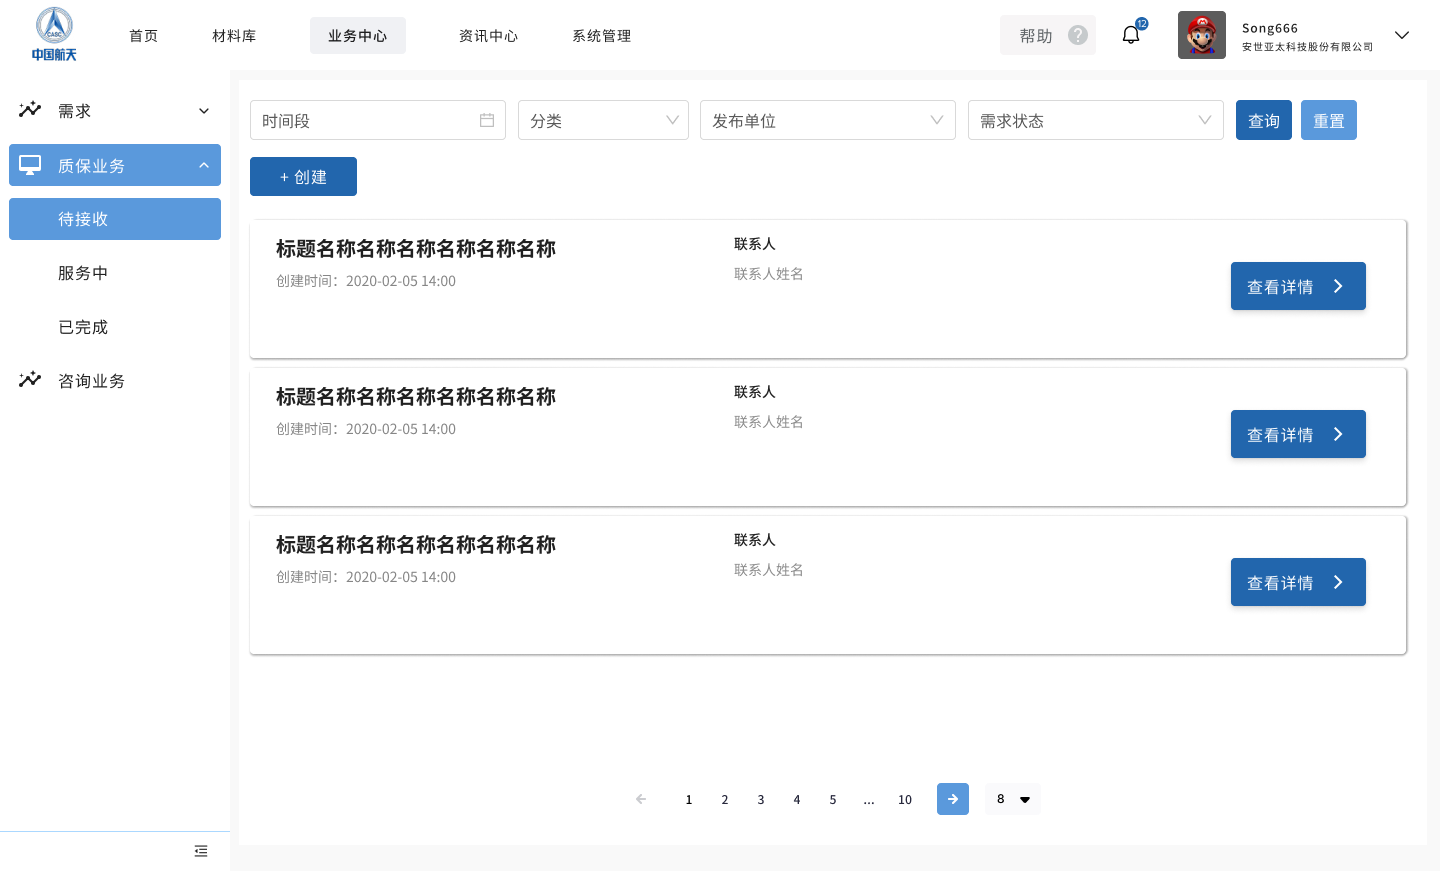 CASC
中国航天
首页
材料库
业务中心
资讯中心
系统管理
帮助
?
12
Song666
安世亚太科技股份有限公司
需求
质保业务
待接收
服务中
已完成
咨询业务
时间段
分类
发布单位
需求状态
查询
重置
+ 创建
标题名称名称名称名称名称名称
创建时间：2020-02-05 14:00
联系人
联系人姓名
查看详情
标题名称名称名称名称名称名称
创建时间：2020-02-05 14:00
联系人
联系人姓名
查看详情
标题名称名称名称名称名称名称
创建时间：2020-02-05 14:00
联系人
联系人姓名
查看详情
1 2 3 4 5 ... 10
8